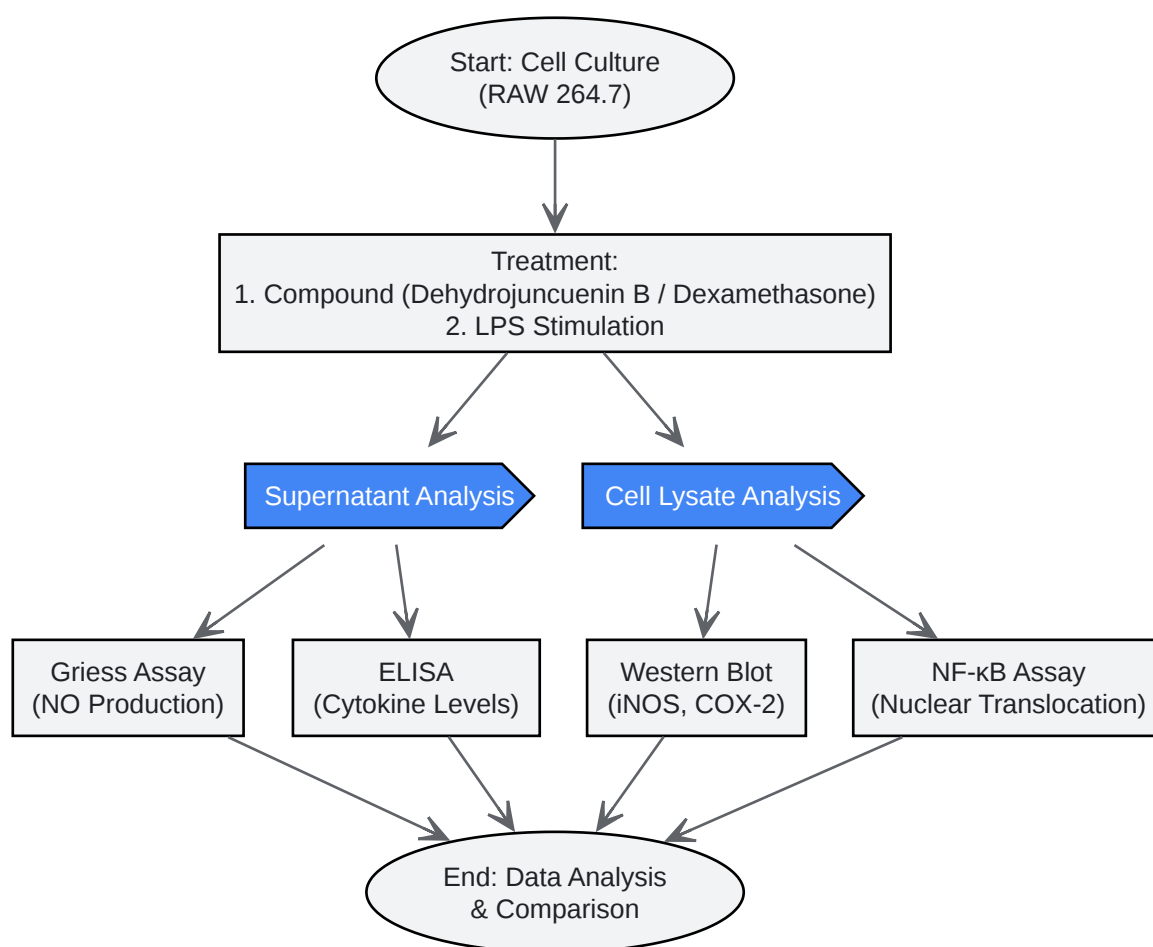 Start: Cell Culture
(RAW 264.7)
Treatment:
1. Compound (Dehydrojuncuenin B / Dexamethasone)
2. LPS Stimulation
Supernatant Analysis
Cell Lysate Analysis
Griess Assay
(NO Production)
ELISA
(Cytokine Levels)
Western Blot
(iNOS, COX-2)
NF-κB Assay
(Nuclear Translocation)
End: Data Analysis
& Comparison